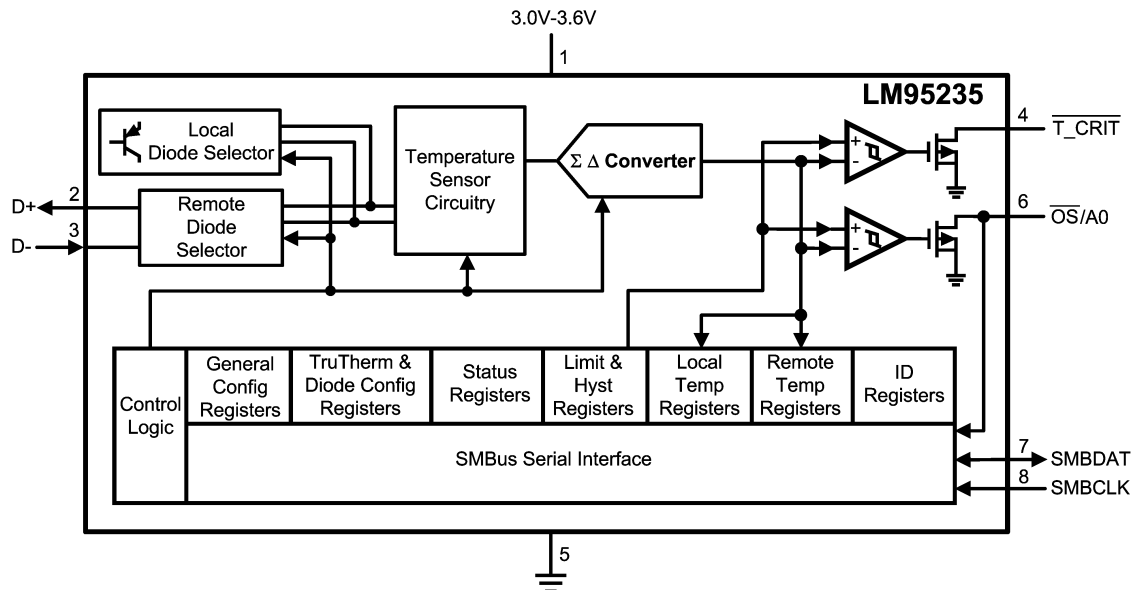 3.0V-3.6V
1
LM95235
4
T_CRIT
Local
Diode Selector
Temperature
Sensor
Circuitry
Σ Δ Converter
+
-
D+
2
Remote
Diode
Selector
6
OS/A0
D-
3
+
-
Control
Logic
General
Config
Registers
TruTherm &
Diode Config
Registers
Status
Registers
Limit &
Hyst
Registers
Local
Temp
Registers
Remote
Temp
Registers
ID
Registers
SMBus Serial Interface
7
SMBDAT
8
SMBCLK
5